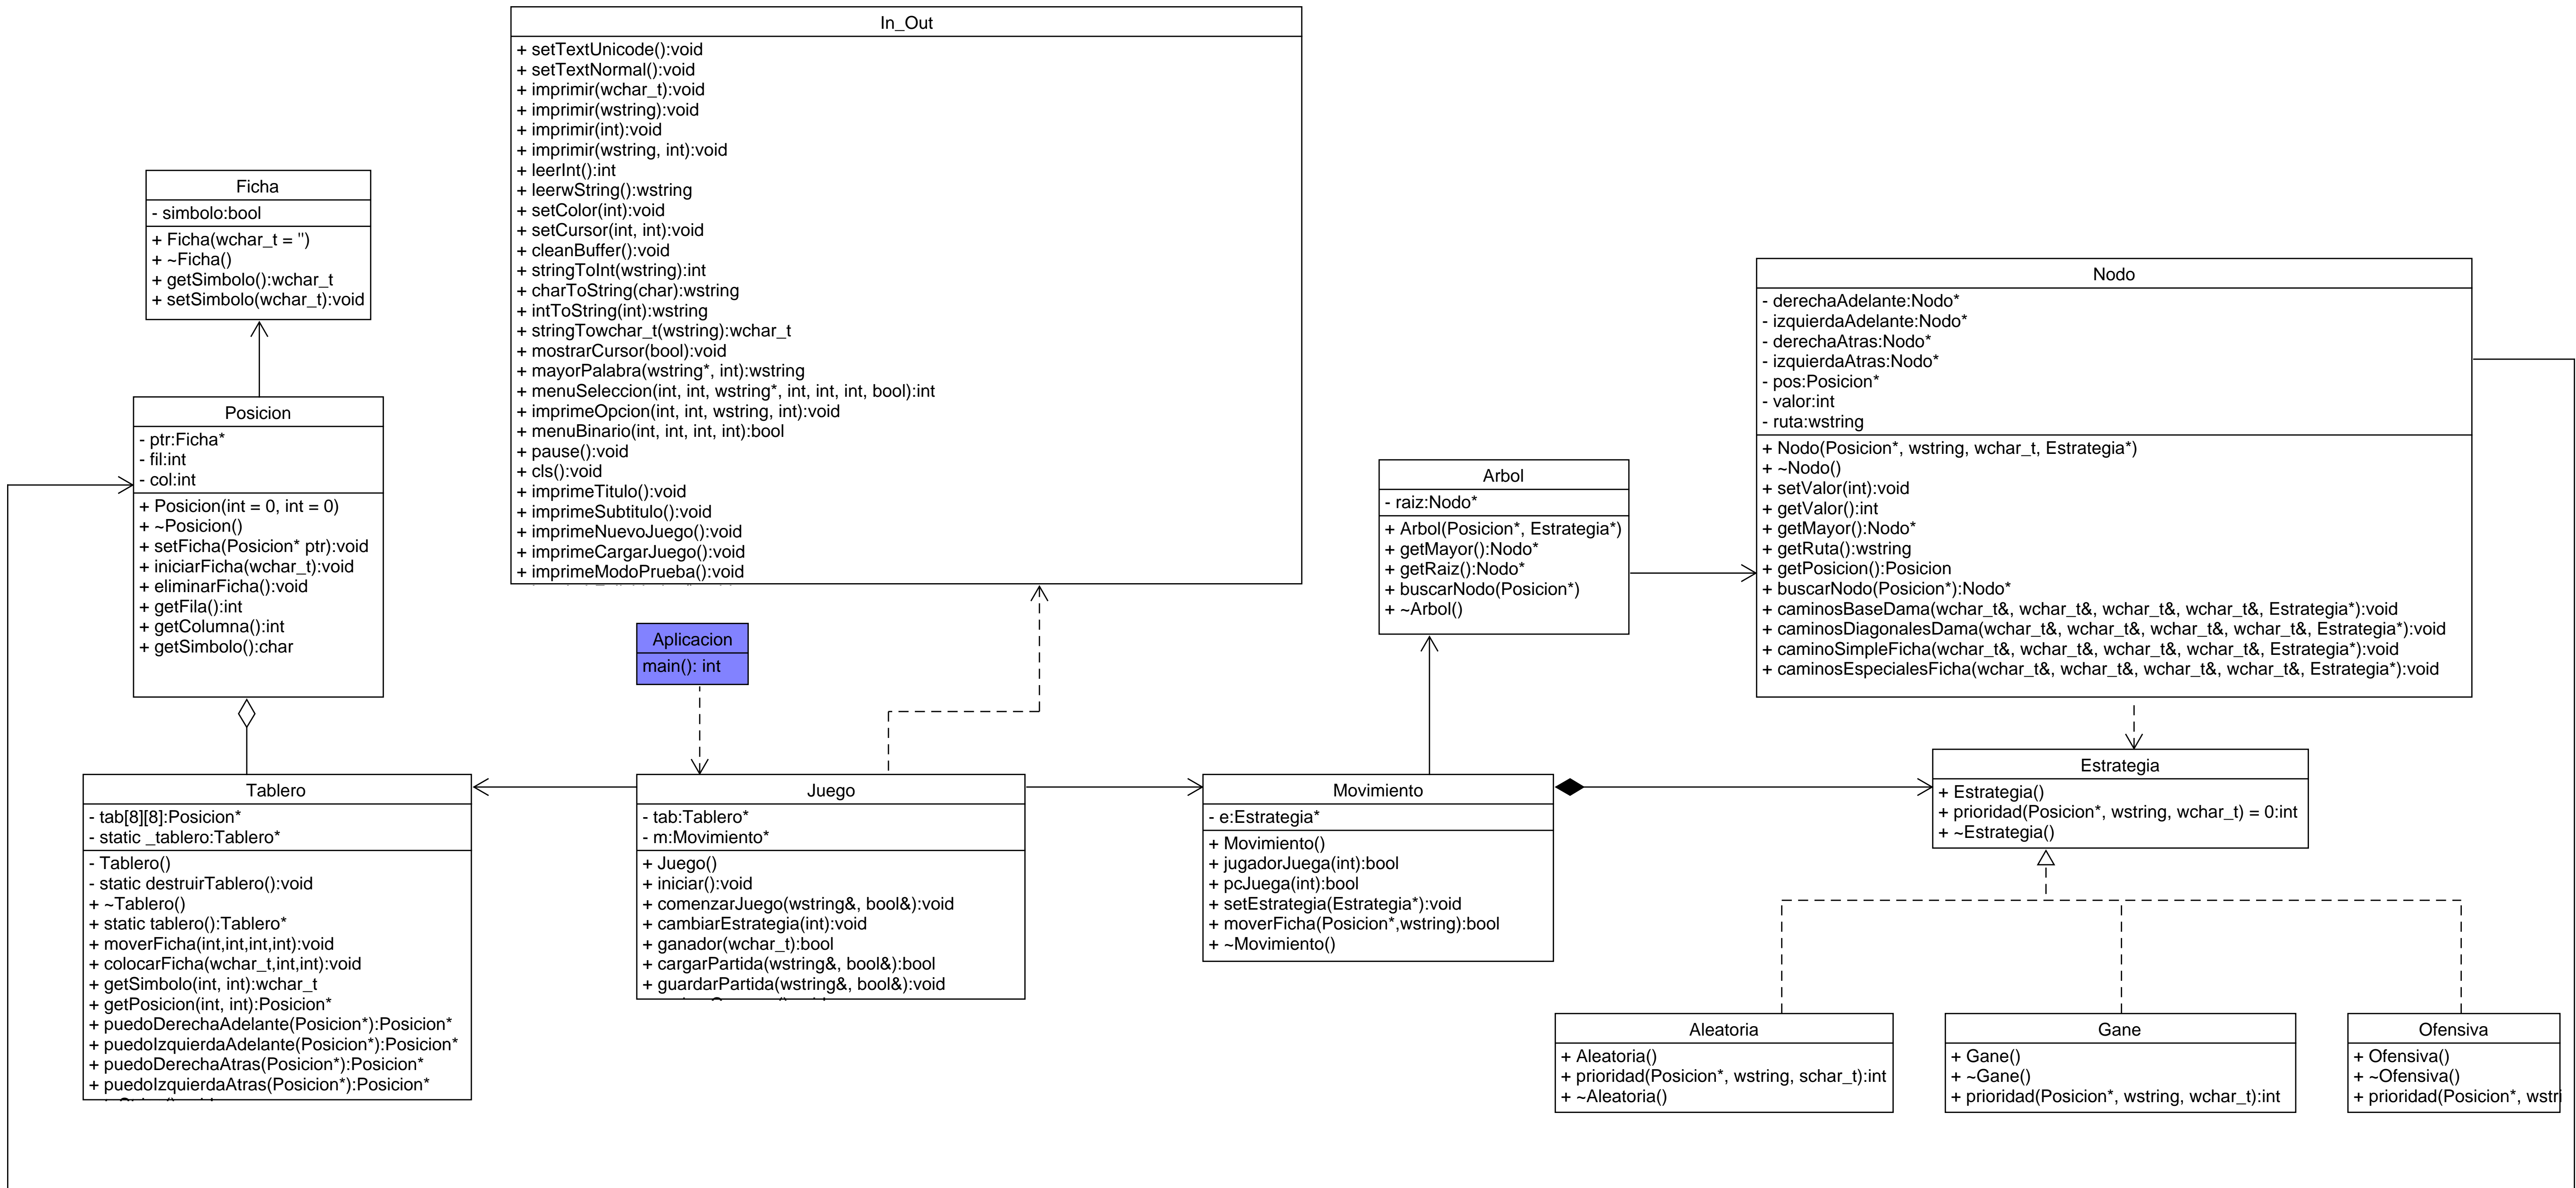 In_Out
+ setTextUnicode():void
+ setTextNormal():void
+ imprimir(wchar_t):void
+ imprimir(wstring):void
+ imprimir(int):void
+ imprimir(wstring, int):void
+ leerInt():int
+ leerwString():wstring
+ setColor(int):void
+ setCursor(int, int):void
+ cleanBuffer():void
+ stringToInt(wstring):int
+ charToString(char):wstring
+ intToString(int):wstring
+ stringTowchar_t(wstring):wchar_t
+ mostrarCursor(bool):void
+ mayorPalabra(wstring*, int):wstring
+ menuSeleccion(int, int, wstring*, int, int, int, bool):int
+ imprimeOpcion(int, int, wstring, int):void
+ menuBinario(int, int, int, int):bool
+ pause():void
+ cls():void
+ imprimeTitulo():void
+ imprimeSubtitulo():void
+ imprimeNuevoJuego():void
+ imprimeCargarJuego():void
+ imprimeModoPrueba():void
Ficha
- simbolo:bool
+ Ficha(wchar_t = '')
+ ~Ficha()
+ getSimbolo():wchar_t
+ setSimbolo(wchar_t):void
Posicion
- ptr:Ficha*
- fil:int
- col:int
+ Posicion(int = 0, int = 0)
+ ~Posicion()
+ setFicha(Posicion* ptr):void
+ iniciarFicha(wchar_t):void
+ eliminarFicha():void
+ getFila():int
+ getColumna():int
+ getSimbolo():char
Nodo
- derechaAdelante:Nodo*
- izquierdaAdelante:Nodo*
- derechaAtras:Nodo*
- izquierdaAtras:Nodo*
- pos:Posicion*
- valor:int
- ruta:wstring
+ Nodo(Posicion*, wstring, wchar_t, Estrategia*)
+ ~Nodo()
+ setValor(int):void
+ getValor():int
+ getMayor():Nodo*
+ getRuta():wstring
+ getPosicion():Posicion
+ buscarNodo(Posicion*):Nodo*
+ caminosBaseDama(wchar_t&, wchar_t&, wchar_t&, wchar_t&, Estrategia*):void
+ caminosDiagonalesDama(wchar_t&, wchar_t&, wchar_t&, wchar_t&, Estrategia*):void
+ caminoSimpleFicha(wchar_t&, wchar_t&, wchar_t&, wchar_t&, Estrategia*):void
+ caminosEspecialesFicha(wchar_t&, wchar_t&, wchar_t&, wchar_t&, Estrategia*):void
Arbol
- raiz:Nodo*
+ Arbol(Posicion*, Estrategia*)
+ getMayor():Nodo*
+ getRaiz():Nodo*
+ buscarNodo(Posicion*)
+ ~Arbol()
Aplicacion
main(): int
Tablero
- tab[8][8]:Posicion*
- static _tablero:Tablero*
- Tablero()
- static destruirTablero():void
+ ~Tablero()
+ static tablero():Tablero*
+ moverFicha(int,int,int,int):void
+ colocarFicha(wchar_t,int,int):void
+ getSimbolo(int, int):wchar_t
+ getPosicion(int, int):Posicion*
+ puedoDerechaAdelante(Posicion*):Posicion*
+ puedoIzquierdaAdelante(Posicion*):Posicion*
+ puedoDerechaAtras(Posicion*):Posicion*
+ puedoIzquierdaAtras(Posicion*):Posicion*
Juego
- tab:Tablero*
- m:Movimiento*
+ Juego()
+ iniciar():void
+ comenzarJuego(wstring&, bool&):void
+ cambiarEstrategia(int):void
+ ganador(wchar_t):bool
+ cargarPartida(wstring&, bool&):bool
+ guardarPartida(wstring&, bool&):void
Movimiento
- e:Estrategia*
+ Movimiento()
+ jugadorJuega(int):bool
+ pcJuega(int):bool
+ setEstrategia(Estrategia*):void
+ moverFicha(Posicion*,wstring):bool
+ ~Movimiento()
Estrategia
+ Estrategia()
+ prioridad(Posicion*, wstring, wchar_t) = 0:int
+ ~Estrategia()
Aleatoria
+ Aleatoria()
+ prioridad(Posicion*, wstring, schar_t):int
+ ~Aleatoria()
Gane
+ Gane()
+ ~Gane()
+ prioridad(Posicion*, wstring, wchar_t):int
Ofensiva
+ Ofensiva()
+ ~Ofensiva()
+ prioridad(Posicion*, wstri